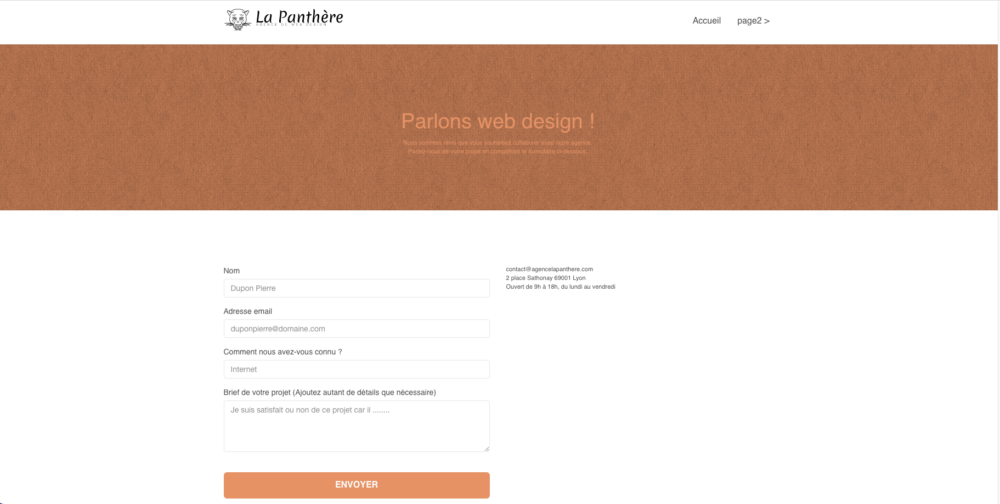 La Panthère
AGENCE DE WEB DESIGN
Accueil
page2 >
Parlons web design !
Nous sommes ravis que vous souhaitiez collaborer avec notre agence.
Parlez-nous de votre projet en complétant le formulaire ci-dessous.
Nom
Dupon Pierre
Adresse email
duponpierre@domaine.com
Comment nous avez-vous connu ?
Internet
Brief de votre projet (Ajoutez autant de détails que nécessaire)
Je suis satisfait ou non de ce projet car il ........
ENVOYER
contact@agencelapanthere.com
2 place Sathonay 69001 Lyon
Ouvert de 9h à 18h, du lundi au vendredi